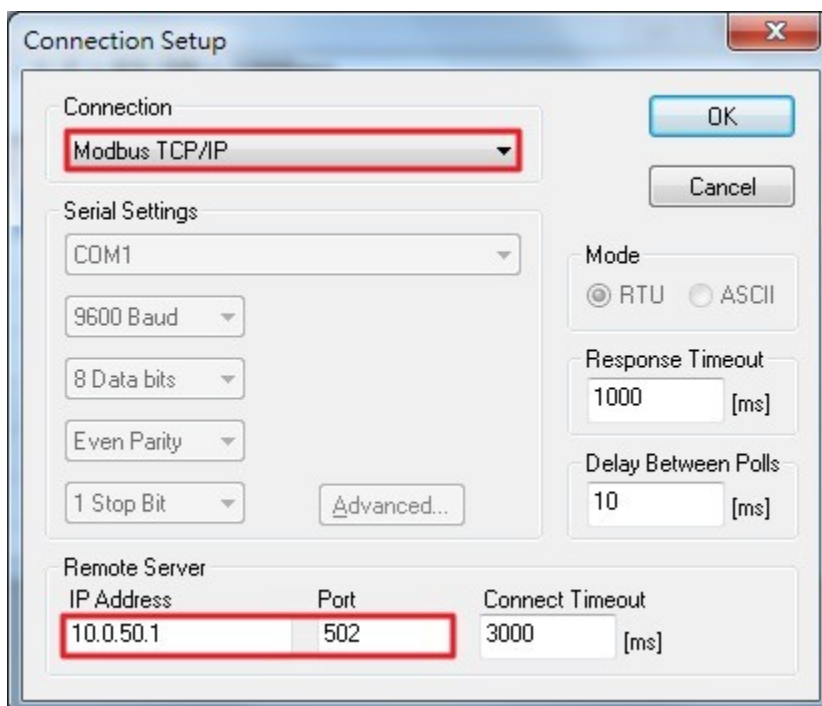 Connection Setup
Connection
Modbus TCP/IP
OK
Cancel
Serial Settings
COM1
9600 Baud
8 Data bits
Even Parity
1 Stop Bit
Advanced...
Mode
RTU ASCII
Response Timeout
1000 [ms]
Delay Between Polls
10 [ms]
Remote Server
IP Address Port Connect Timeout
10.0.50.1 502 3000 [ms]